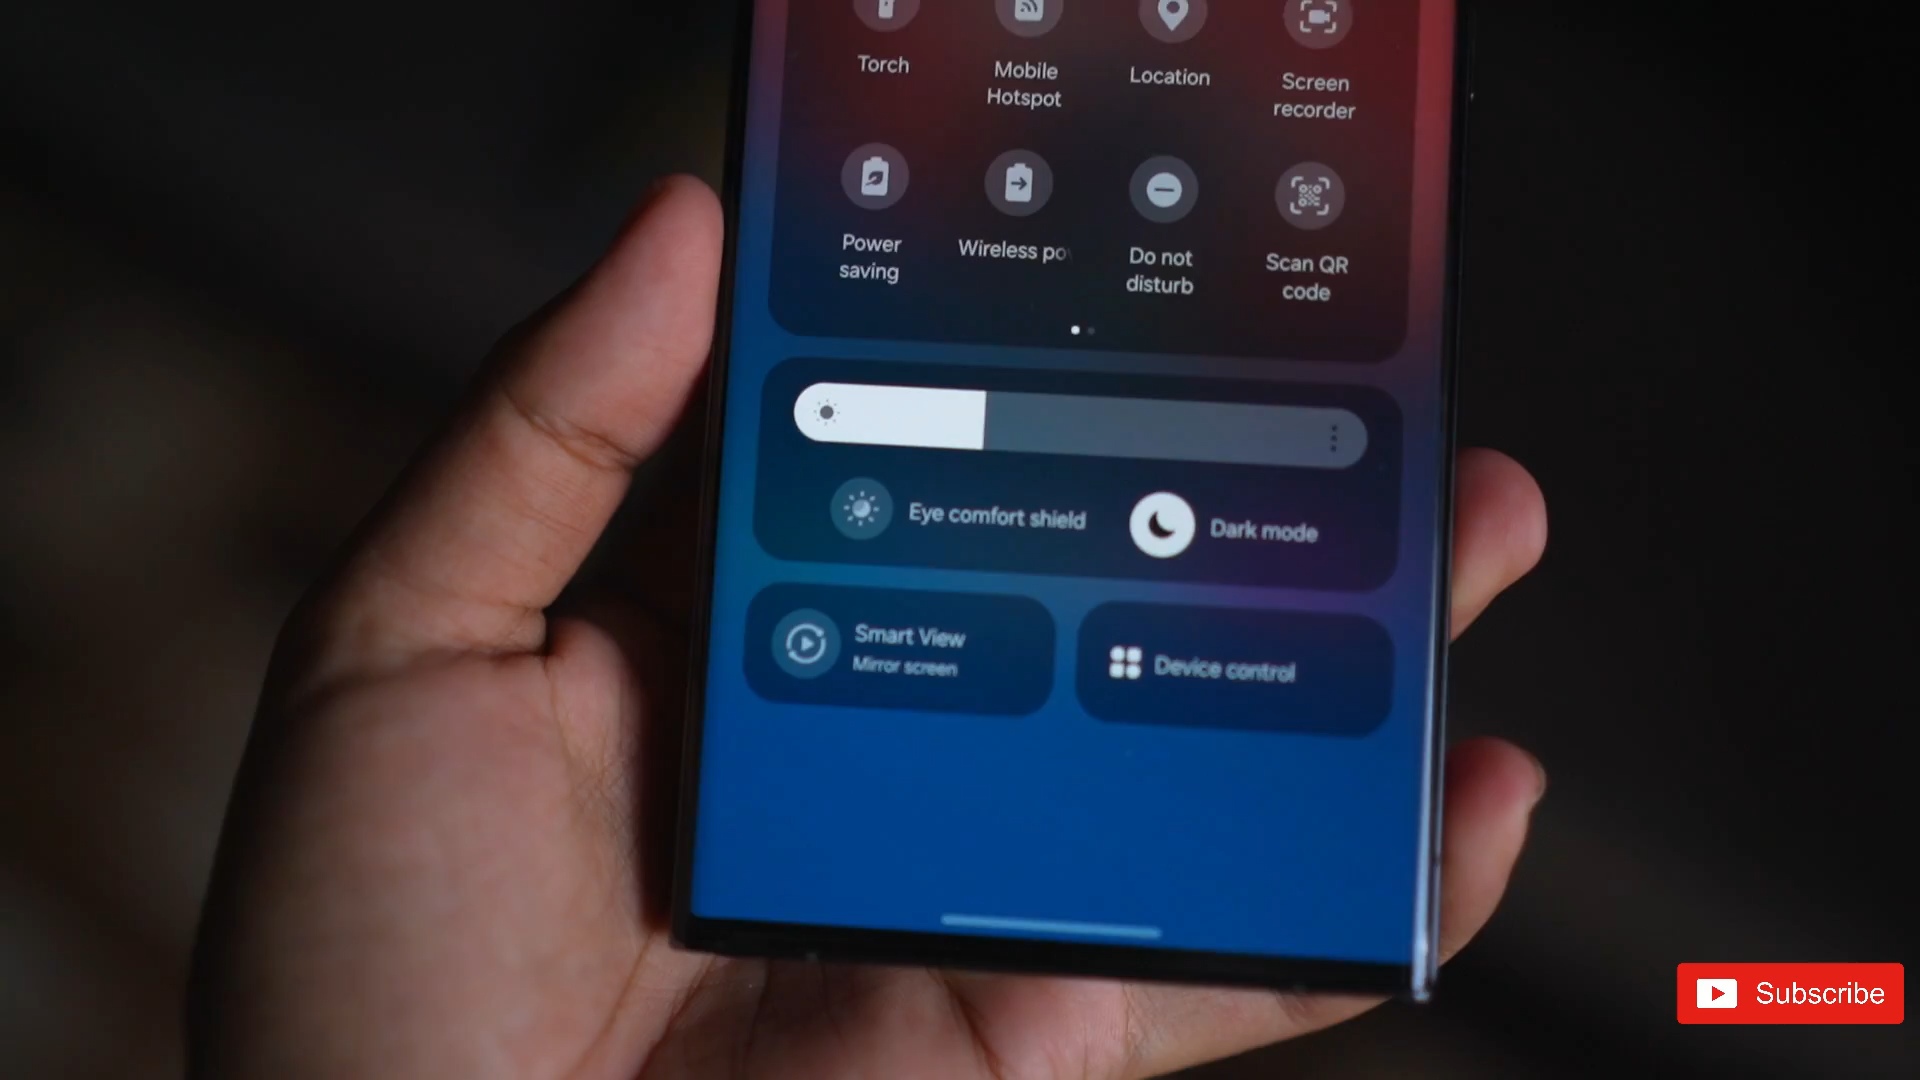 Torch
Mobile
Hotspot
Location
Screen
recorder
Power
saving
Wireless po
Do not
disturb
Scan QR
code
Eye comfort shield
Dark mode
Smart View
Mirror screen
Device control
Subscribe